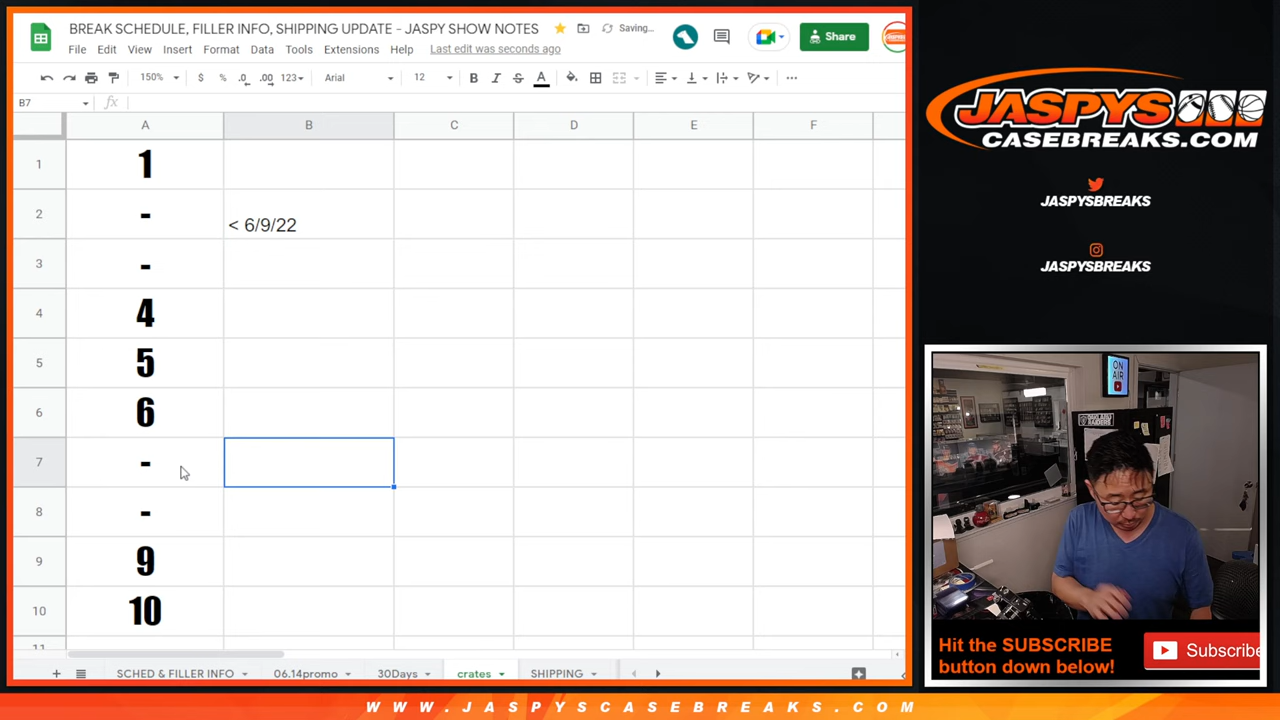 BREAK SCHEDULE, FILLER INFO, SHIPPING UPDATE - JASPY SHOW NOTES
Saving...
File Edit View Insert Format Data Tools Extensions Help Last edit was seconds ago
Share
150% $ % .0 .00 123 Arial 12 B I S A
B7 fx
A B C D E F
1 1
2 - < 6/9/22
3 -
4 4
5 5
6 6
7 -
8 -
9 9
10 10
11
+ SCHED & FILLER INFO 06.14promo 30Days crates SHIPPING
JASPYS
CASEBREAKS.COM
JASPYSBREAKS
JASPYSBREAKS
ON
AIR
RAIDERS
Hit the SUBSCRIBE
button down below!
Subscribe
WWW.JASPYSCASEBREAKS.COM